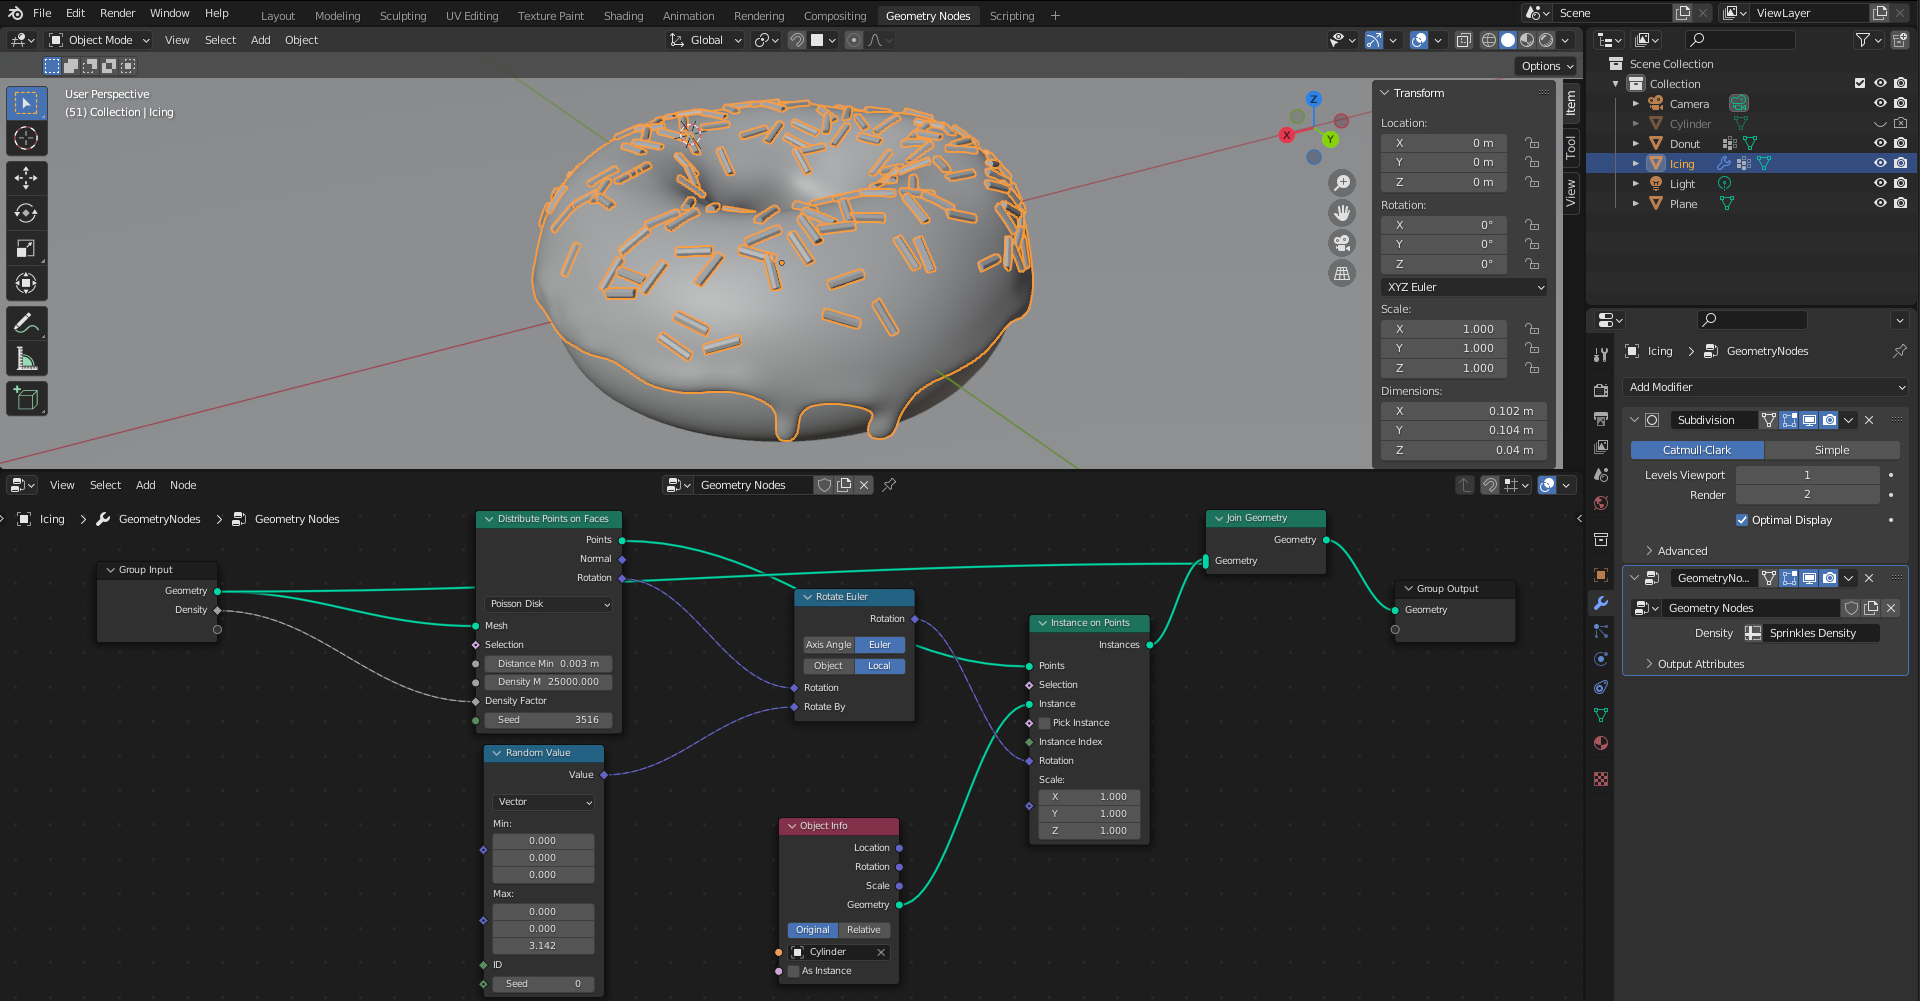 File Edit Render Window Help Layout Modeling Sculpting UV Editing Texture Paint Shading Animation Rendering Compositing Geometry Nodes Scripting + Scene ViewLayer
Object Mode View Select Add Object Global
Options
User Perspective
(51) Collection | Icing
X
Y
Z
Transform
Location:
X 0 m
Y 0 m
Z 0 m
Rotation:
X 0°
Y 0°
Z 0°
XYZ Euler
Scale:
X 1.000
Y 1.000
Z 1.000
Dimensions:
X 0.102 m
Y 0.104 m
Z 0.04 m
Item
Tool
View
Scene Collection
Collection
Camera
Cylinder
Donut
Icing
Light
Plane
Icing > GeometryNodes
Add Modifier
Subdivision
Catmull-Clark Simple
Levels Viewport 1
Render 2
Optimal Display
Advanced
GeometryNo...
Geometry Nodes
Density Sprinkles Density
Output Attributes
View Select Add Node Geometry Nodes
Icing > GeometryNodes > Geometry Nodes
Group Input
Geometry
Density
Distribute Points on Faces
Points
Normal
Rotation
Poisson Disk
Mesh
Selection
Distance Min 0.003 m
Density M 25000.000
Density Factor
Seed 3516
Random Value
Value
Vector
Min:
0.000
0.000
0.000
Max:
0.000
0.000
3.142
ID
Seed 0
Rotate Euler
Rotation
Axis Angle Euler
Object Local
Rotation
Rotate By
Object Info
Location
Rotation
Scale
Geometry
Original Relative
Cylinder
As Instance
Instance on Points
Instances
Points
Selection
Instance
Pick Instance
Instance Index
Rotation
Scale:
X 1.000
Y 1.000
Z 1.000
Join Geometry
Geometry
Geometry
Group Output
Geometry